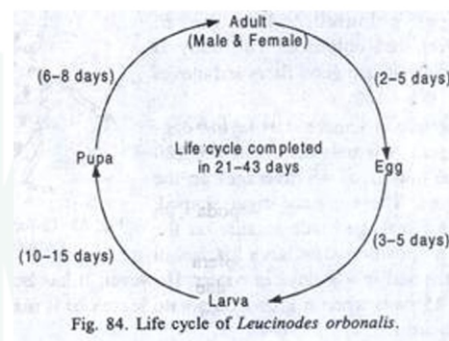 Adult
(Male & Female)
(6–8 days)
(2–5 days)
Pupa
Life cycle completed
in 21–43 days
Egg
(10–15 days)
(3–5 days)
Larva
Fig. 84. Life cycle of Leucinodes orbonalis.